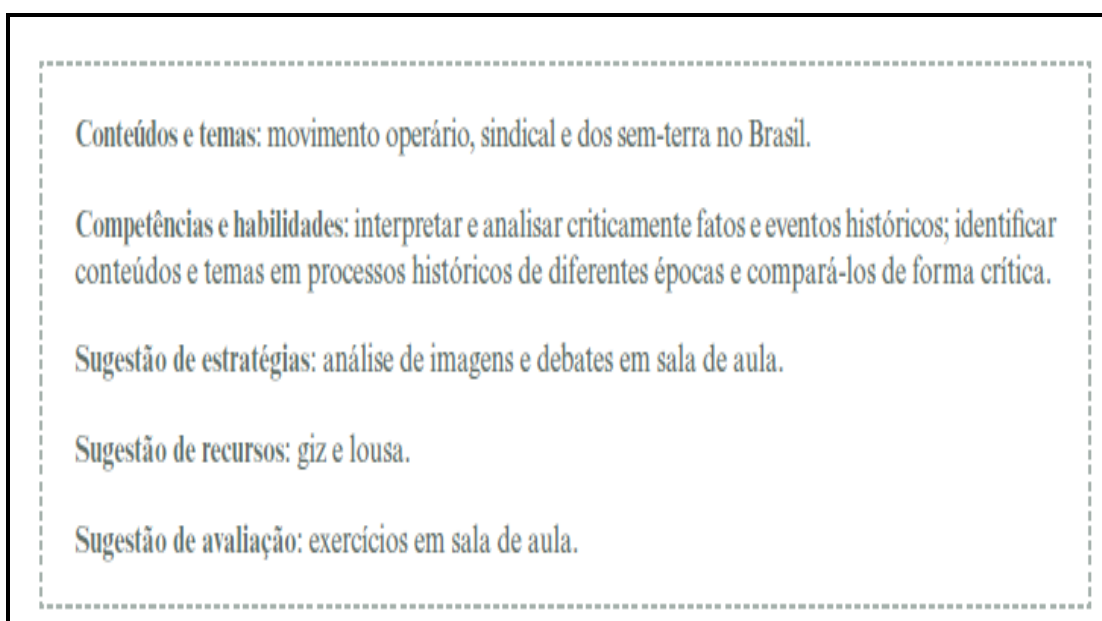 Conteúdos e temas: movimento operário, sindical e dos sem-terra no Brasil.
Competências e habilidades: interpretar e analisar criticamente fatos e eventos históricos; identificar
conteúdos e temas em processos históricos de diferentes épocas e compará-los de forma crítica.
Sugestão de estratégias: análise de imagens e debates em sala de aula.
Sugestão de recursos: giz e lousa.
Sugestão de avaliação: exercícios em sala de aula.